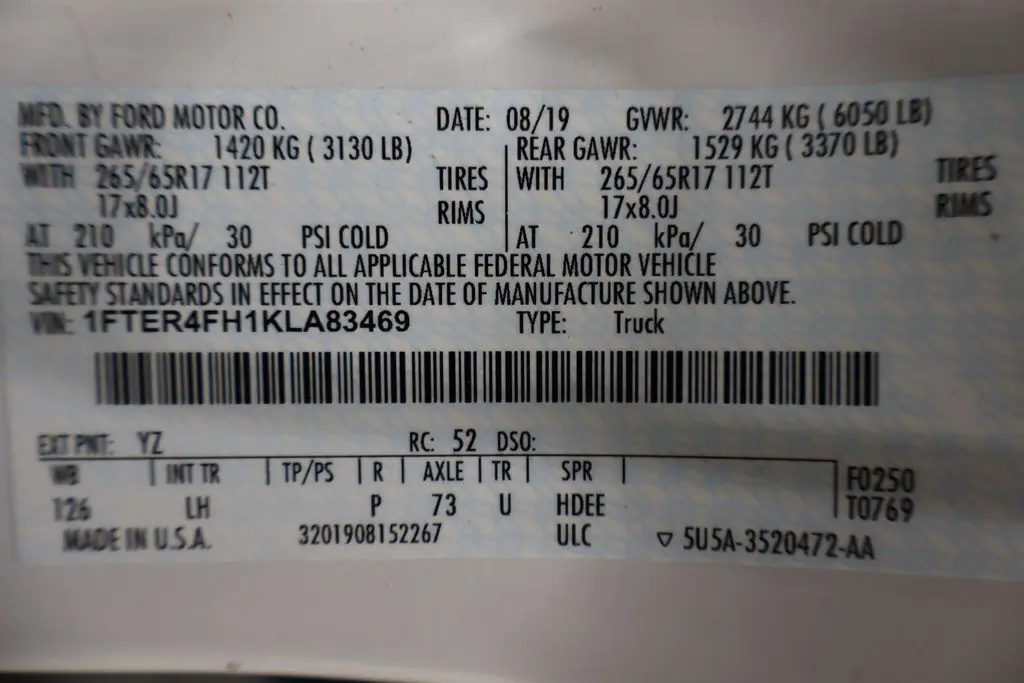 MFD. BY FORD MOTOR CO. DATE: 08/19 GVWR: 2744 KG ( 6050 LB)
FRONT GAWR: 1420 KG ( 3130 LB) REAR GAWR: 1529 KG ( 3370 LB)
WITH 265/65R17 112T TIRES WITH 265/65R17 112T TIRES
17x8.0J RIMS 17x8.0J RIMS
AT 210 kPa/ 30 PSI COLD AT 210 kPa/ 30 PSI COLD
THIS VEHICLE CONFORMS TO ALL APPLICABLE FEDERAL MOTOR VEHICLE
SAFETY STANDARDS IN EFFECT ON THE DATE OF MANUFACTURE SHOWN ABOVE.
VIN: 1FTER4FH1KLA83469 TYPE: Truck
EXT PNT: YZ RC: 52 DSO:
WB INT TR TP/PS R AXLE TR SPR F0250
126 LH P 73 U HDEE T0769
MADE IN U.S.A. 3201908152267 ULC ▽ 5U5A-3520472-AA